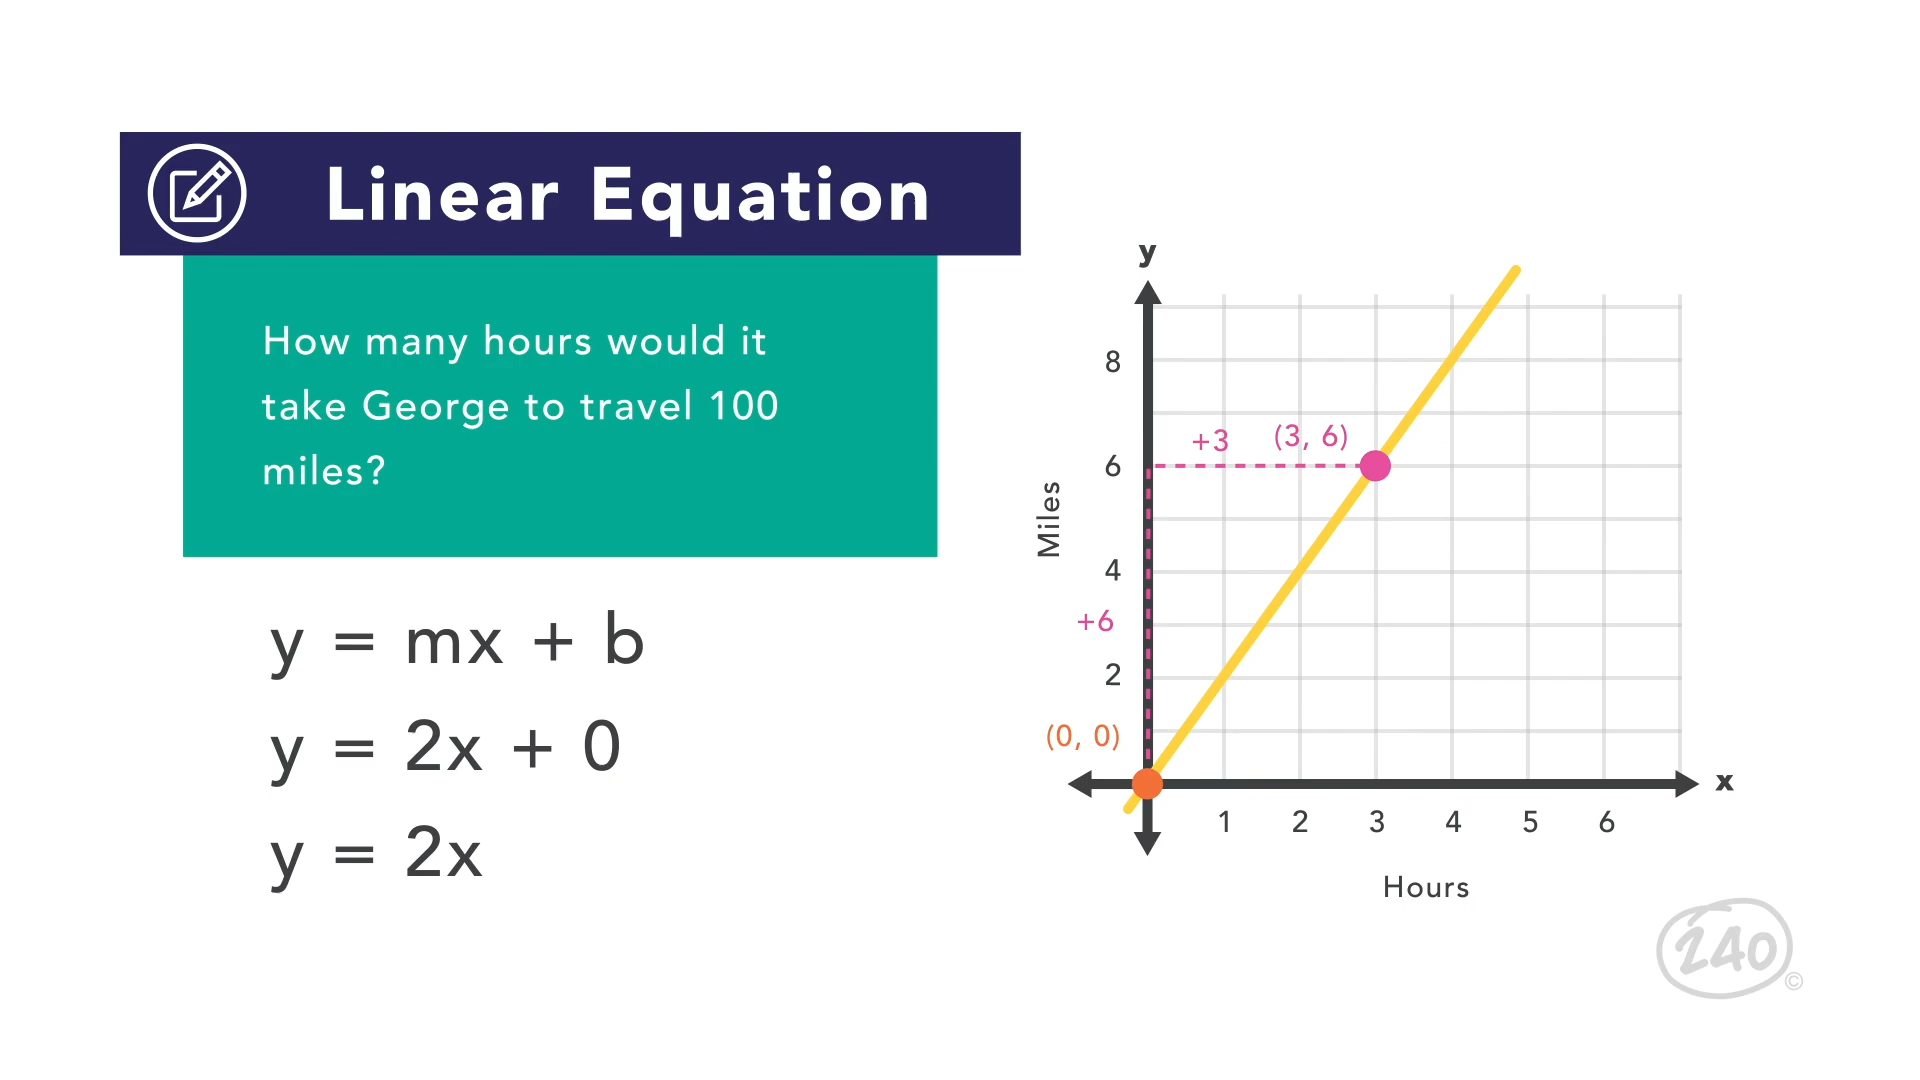 Linear Equation
How many hours would it
take George to travel 100
miles?
y = mx + b
y = 2x + 0
y = 2x
y
8
6
4
2
Miles
+3
(3, 6)
+6
(0, 0)
x
1 2 3 4 5 6
Hours
240
©